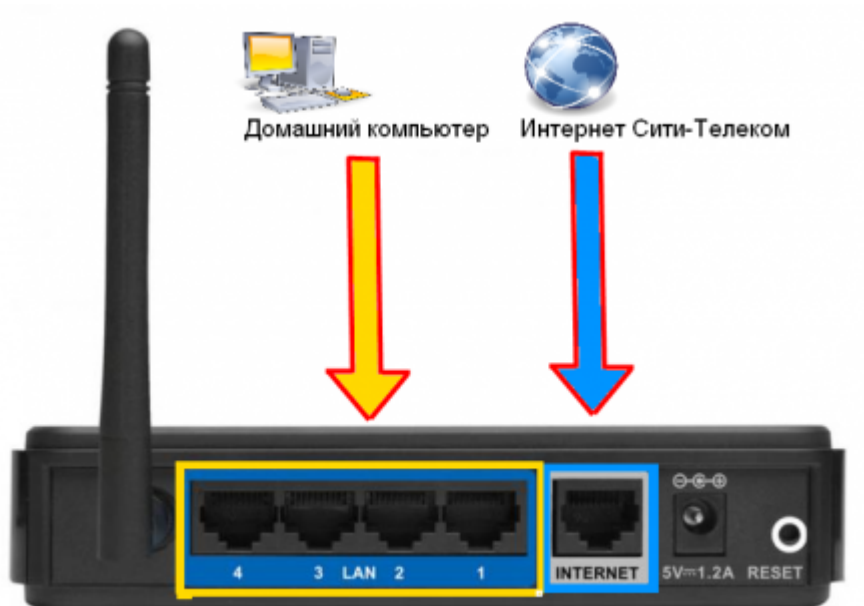 Домашний компьютер
Интернет Сити-Телеком
4 3 LAN 2 1
INTERNET
5V⎓1.2A
RESET